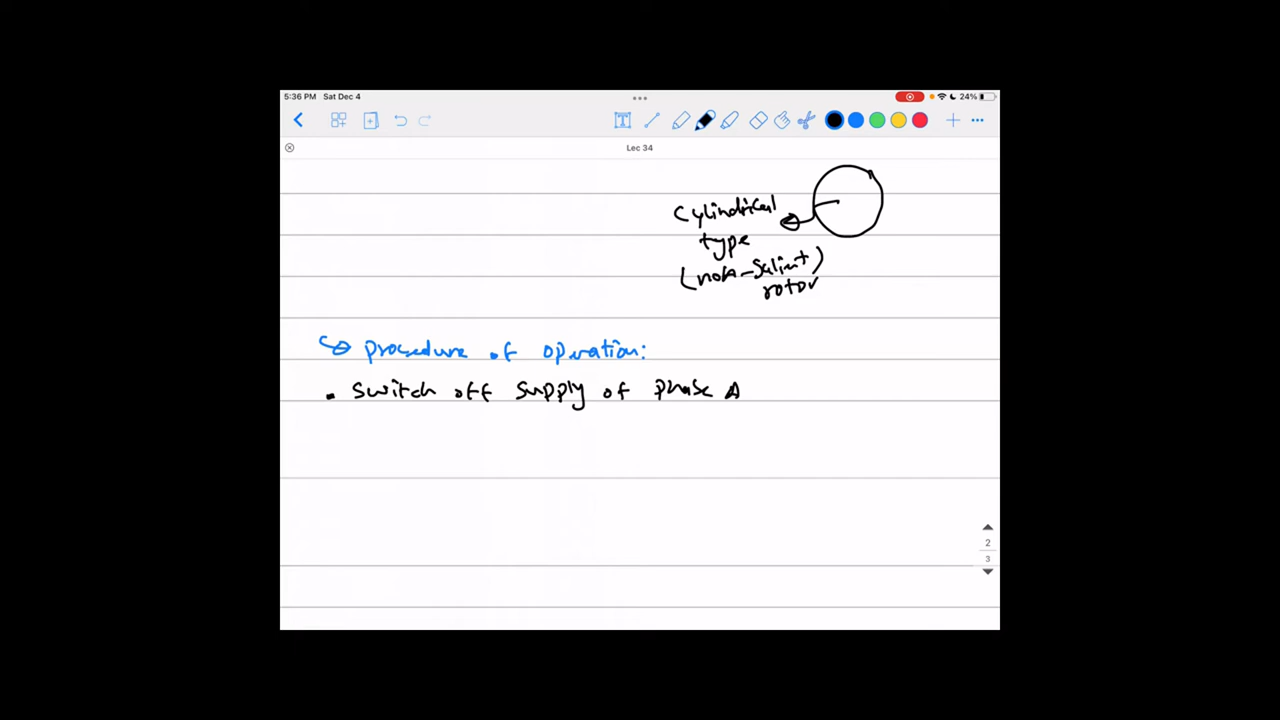 5:36 PM Sat Dec 4
24%
Lec 34
Cylindrical
type
(non-Salient)
rotor
procedure of operation:
• Switch off supply of phase A
2
3